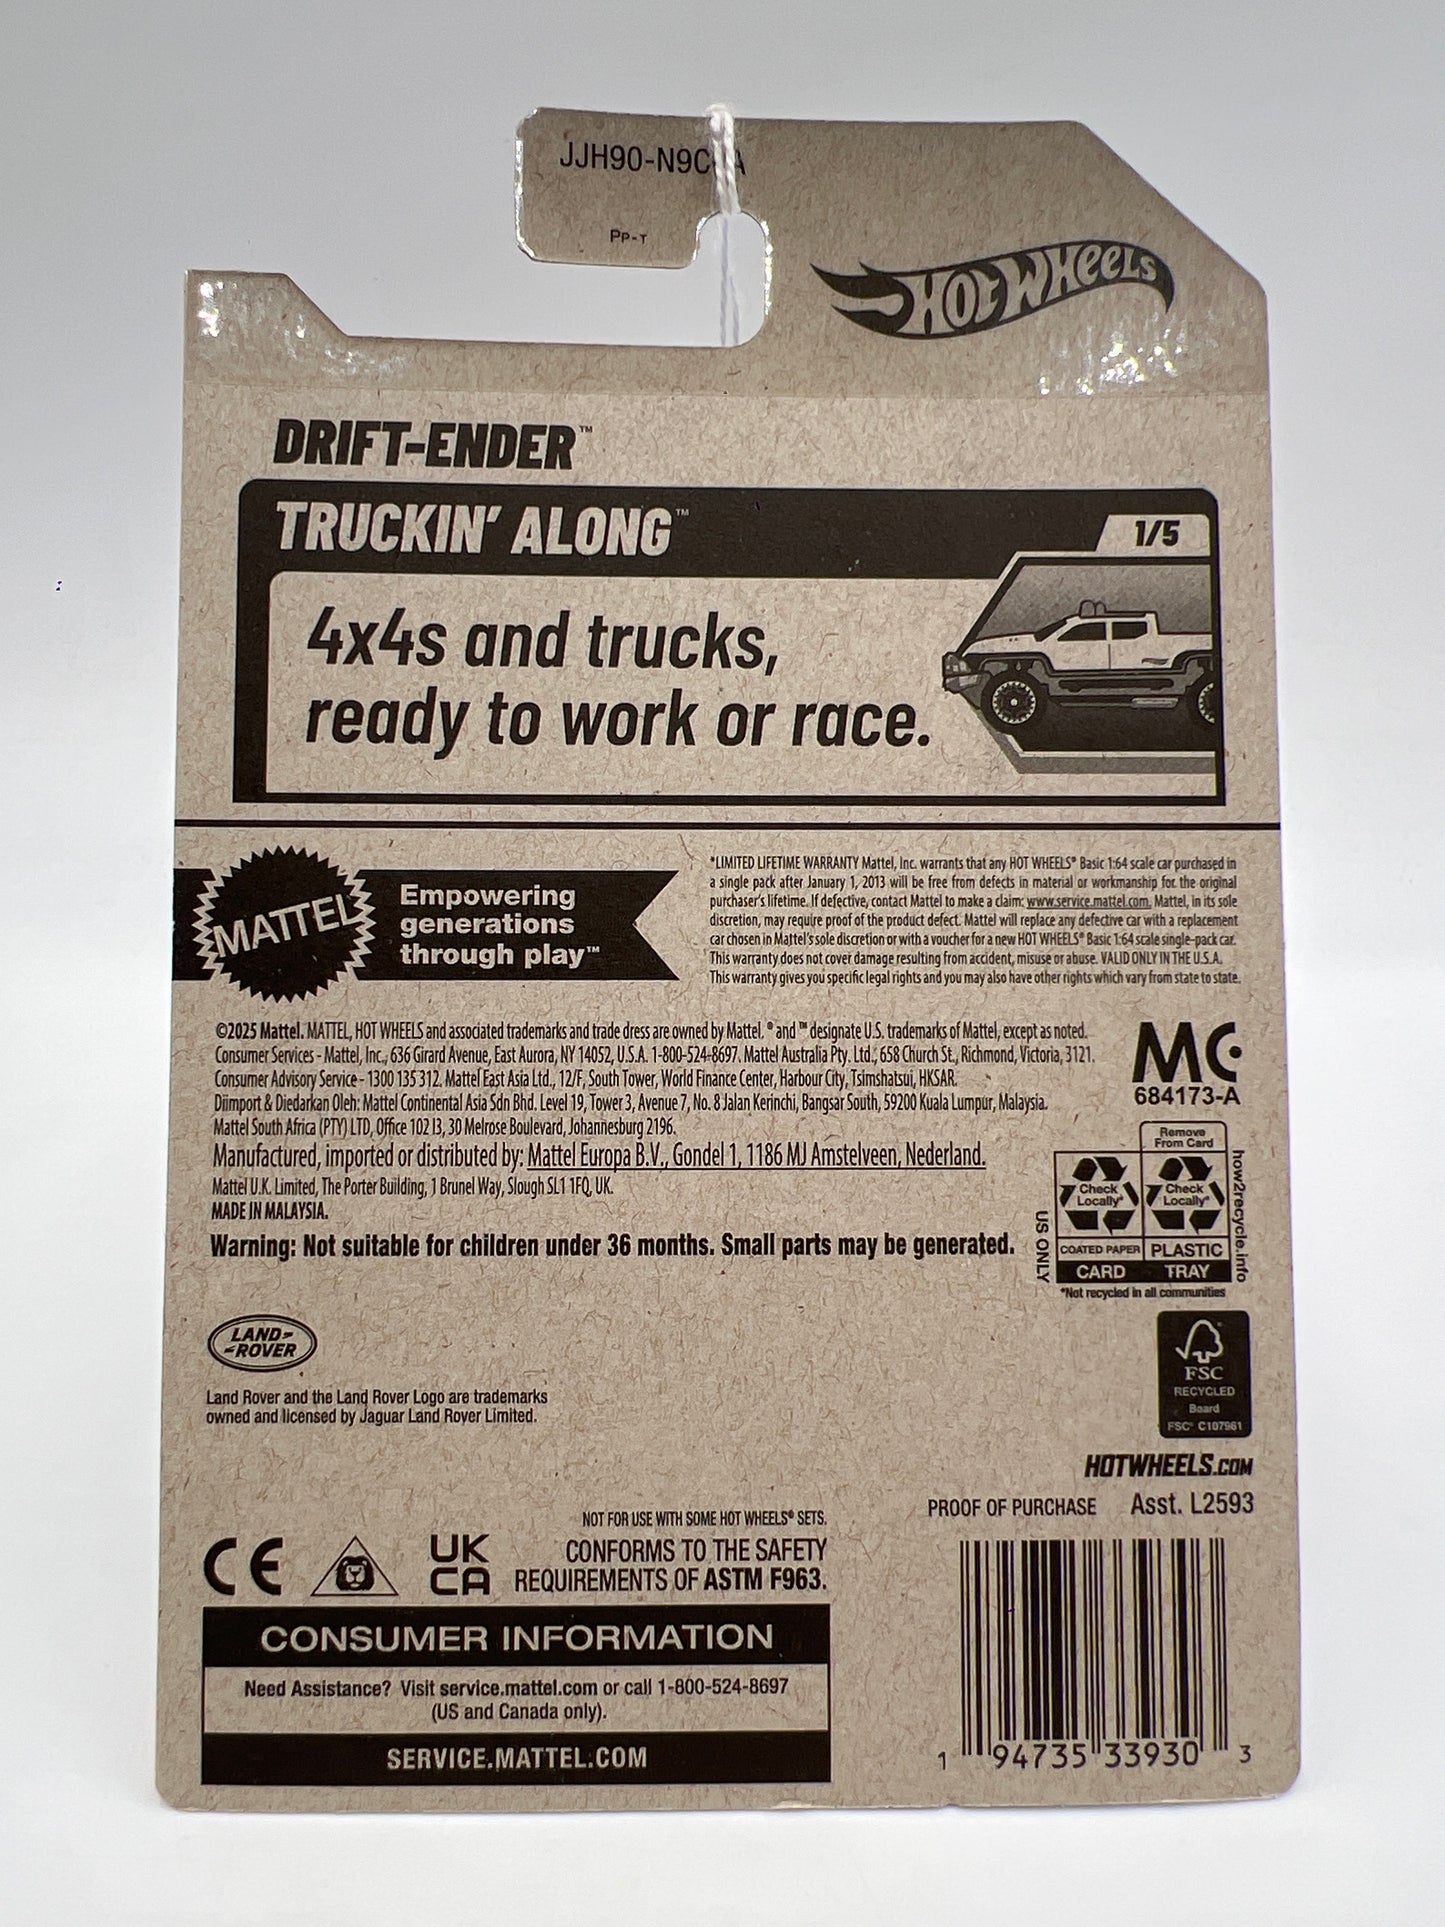 JJH90-N9C
PP-T
HOT WHEELS
DRIFT-ENDER™
TRUCKIN' ALONG™
1/5
4x4s and trucks,
ready to work or race.
MATTEL
Empowering
generations
through play™
*LIMITED LIFETIME WARRANTY Mattel, Inc. warrants that any HOT WHEELS® Basic 1:64 scale car purchased in
a single pack after January 1, 2013 will be free from defects in material or workmanship for the original
purchaser's lifetime. If defective, contact Mattel to make a claim: www.service.mattel.com. Mattel, in its sole
discretion, may require proof of the product defect. Mattel will replace any defective car with a replacement
car chosen in Mattel's sole discretion or with a voucher for a new HOT WHEELS® Basic 1:64 scale single-pack car.
This warranty does not cover damage resulting from accident, misuse or abuse. VALID ONLY IN THE U.S.A.
This warranty gives you specific legal rights and you may also have other rights which vary from state to state.
©2025 Mattel. MATTEL, HOT WHEELS and associated trademarks and trade dress are owned by Mattel. ® and ™ designate U.S. trademarks of Mattel, except as noted.
Consumer Services - Mattel, Inc., 636 Girard Avenue, East Aurora, NY 14052, U.S.A. 1-800-524-8697. Mattel Australia Pty. Ltd., 658 Church St., Richmond, Victoria, 3121.
Consumer Advisory Service - 1300 135 312. Mattel East Asia Ltd., 12/F, South Tower, World Finance Center, Harbour City, Tsimshatsui, HKSAR.
Diimport & Diedarkan Oleh: Mattel Continental Asia Sdn Bhd. Level 19, Tower 3, Avenue 7, No. 8 Jalan Kerinchi, Bangsar South, 59200 Kuala Lumpur, Malaysia.
Mattel South Africa (PTY) LTD, Office 102 I3, 30 Melrose Boulevard, Johannesburg 2196.
Manufactured, imported or distributed by: Mattel Europa B.V., Gondel 1, 1186 MJ Amstelveen, Nederland.
Mattel U.K. Limited, The Porter Building, 1 Brunel Way, Slough SL1 1FQ, UK.
MADE IN MALAYSIA.
Warning: Not suitable for children under 36 months. Small parts may be generated.
MC
684173-A
Remove
From Card
Check
Locally*
Check
Locally*
COATED PAPER
PLASTIC
CARD
TRAY
US ONLY
how2recycle.info
*Not recycled in all communities
LAND-
-ROVER
Land Rover and the Land Rover Logo are trademarks
owned and licensed by Jaguar Land Rover Limited.
FSC
RECYCLED
Board
FSC® C107961
HOTWHEELS.COM
PROOF OF PURCHASE Asst. L2593
NOT FOR USE WITH SOME HOT WHEELS® SETS.
CE
UK
CA
CONFORMS TO THE SAFETY
REQUIREMENTS OF ASTM F963.
CONSUMER INFORMATION
Need Assistance? Visit service.mattel.com or call 1-800-524-8697
(US and Canada only).
SERVICE.MATTEL.COM
1 94735 33930 3